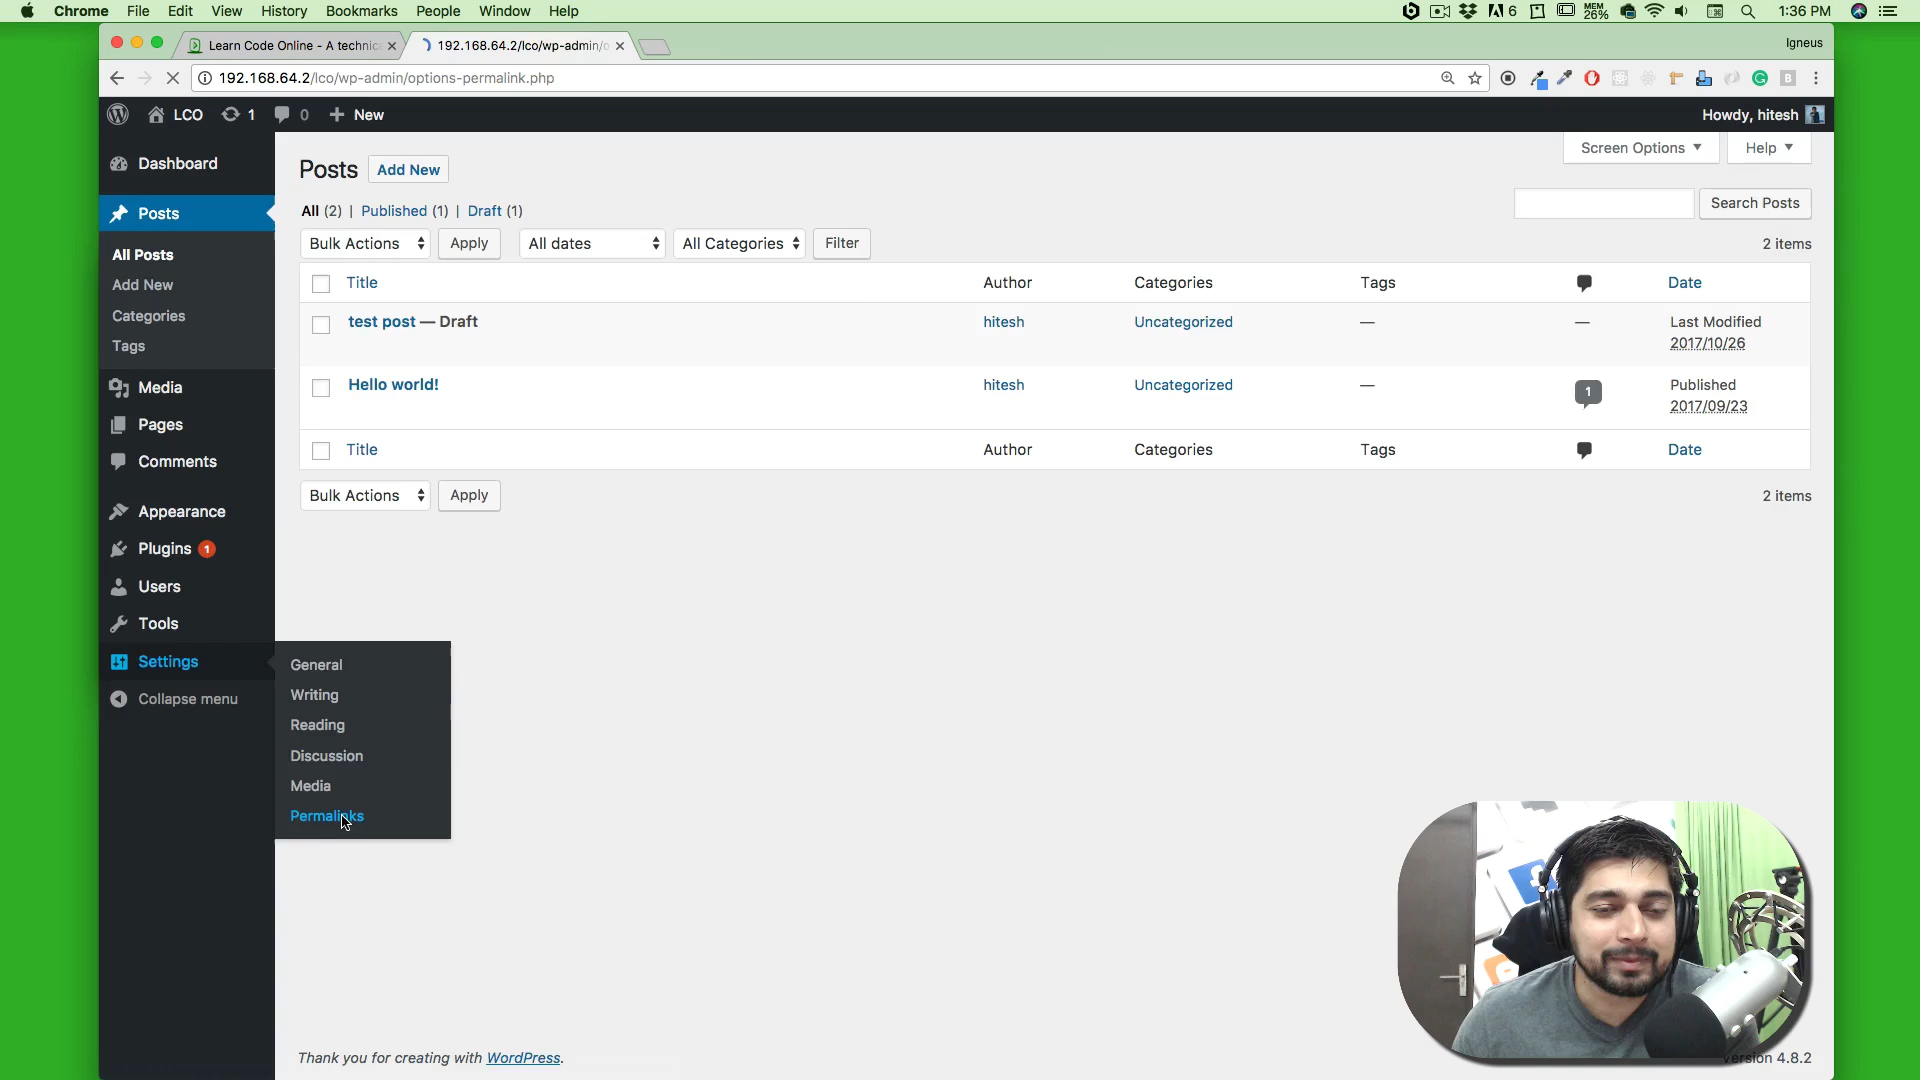 Chrome File Edit View History Bookmarks People Window Help 6 MEM 26% 1:36 PM
Learn Code Online - A technic 192.168.64.2/lco/wp-admin/o Igneus
192.168.64.2/lco/wp-admin/options-permalink.php
LCO 1 0 New Howdy, hitesh
Screen Options Help
Dashboard
Posts
All Posts
Add New
Categories
Tags
Media
Pages
Comments
Appearance
Plugins 1
Users
Tools
Settings
Collapse menu
General
Writing
Reading
Discussion
Media
Permalinks
Posts Add New
All (2) | Published (1) | Draft (1)
Search Posts
Bulk Actions Apply All dates All Categories Filter 2 items
Title Author Categories Tags Date
test post — Draft hitesh Uncategorized — — Last Modified
2017/10/26
Hello world! hitesh Uncategorized — 1 Published
2017/09/23
Title Author Categories Tags Date
Bulk Actions Apply 2 items
Thank you for creating with WordPress. Version 4.8.2